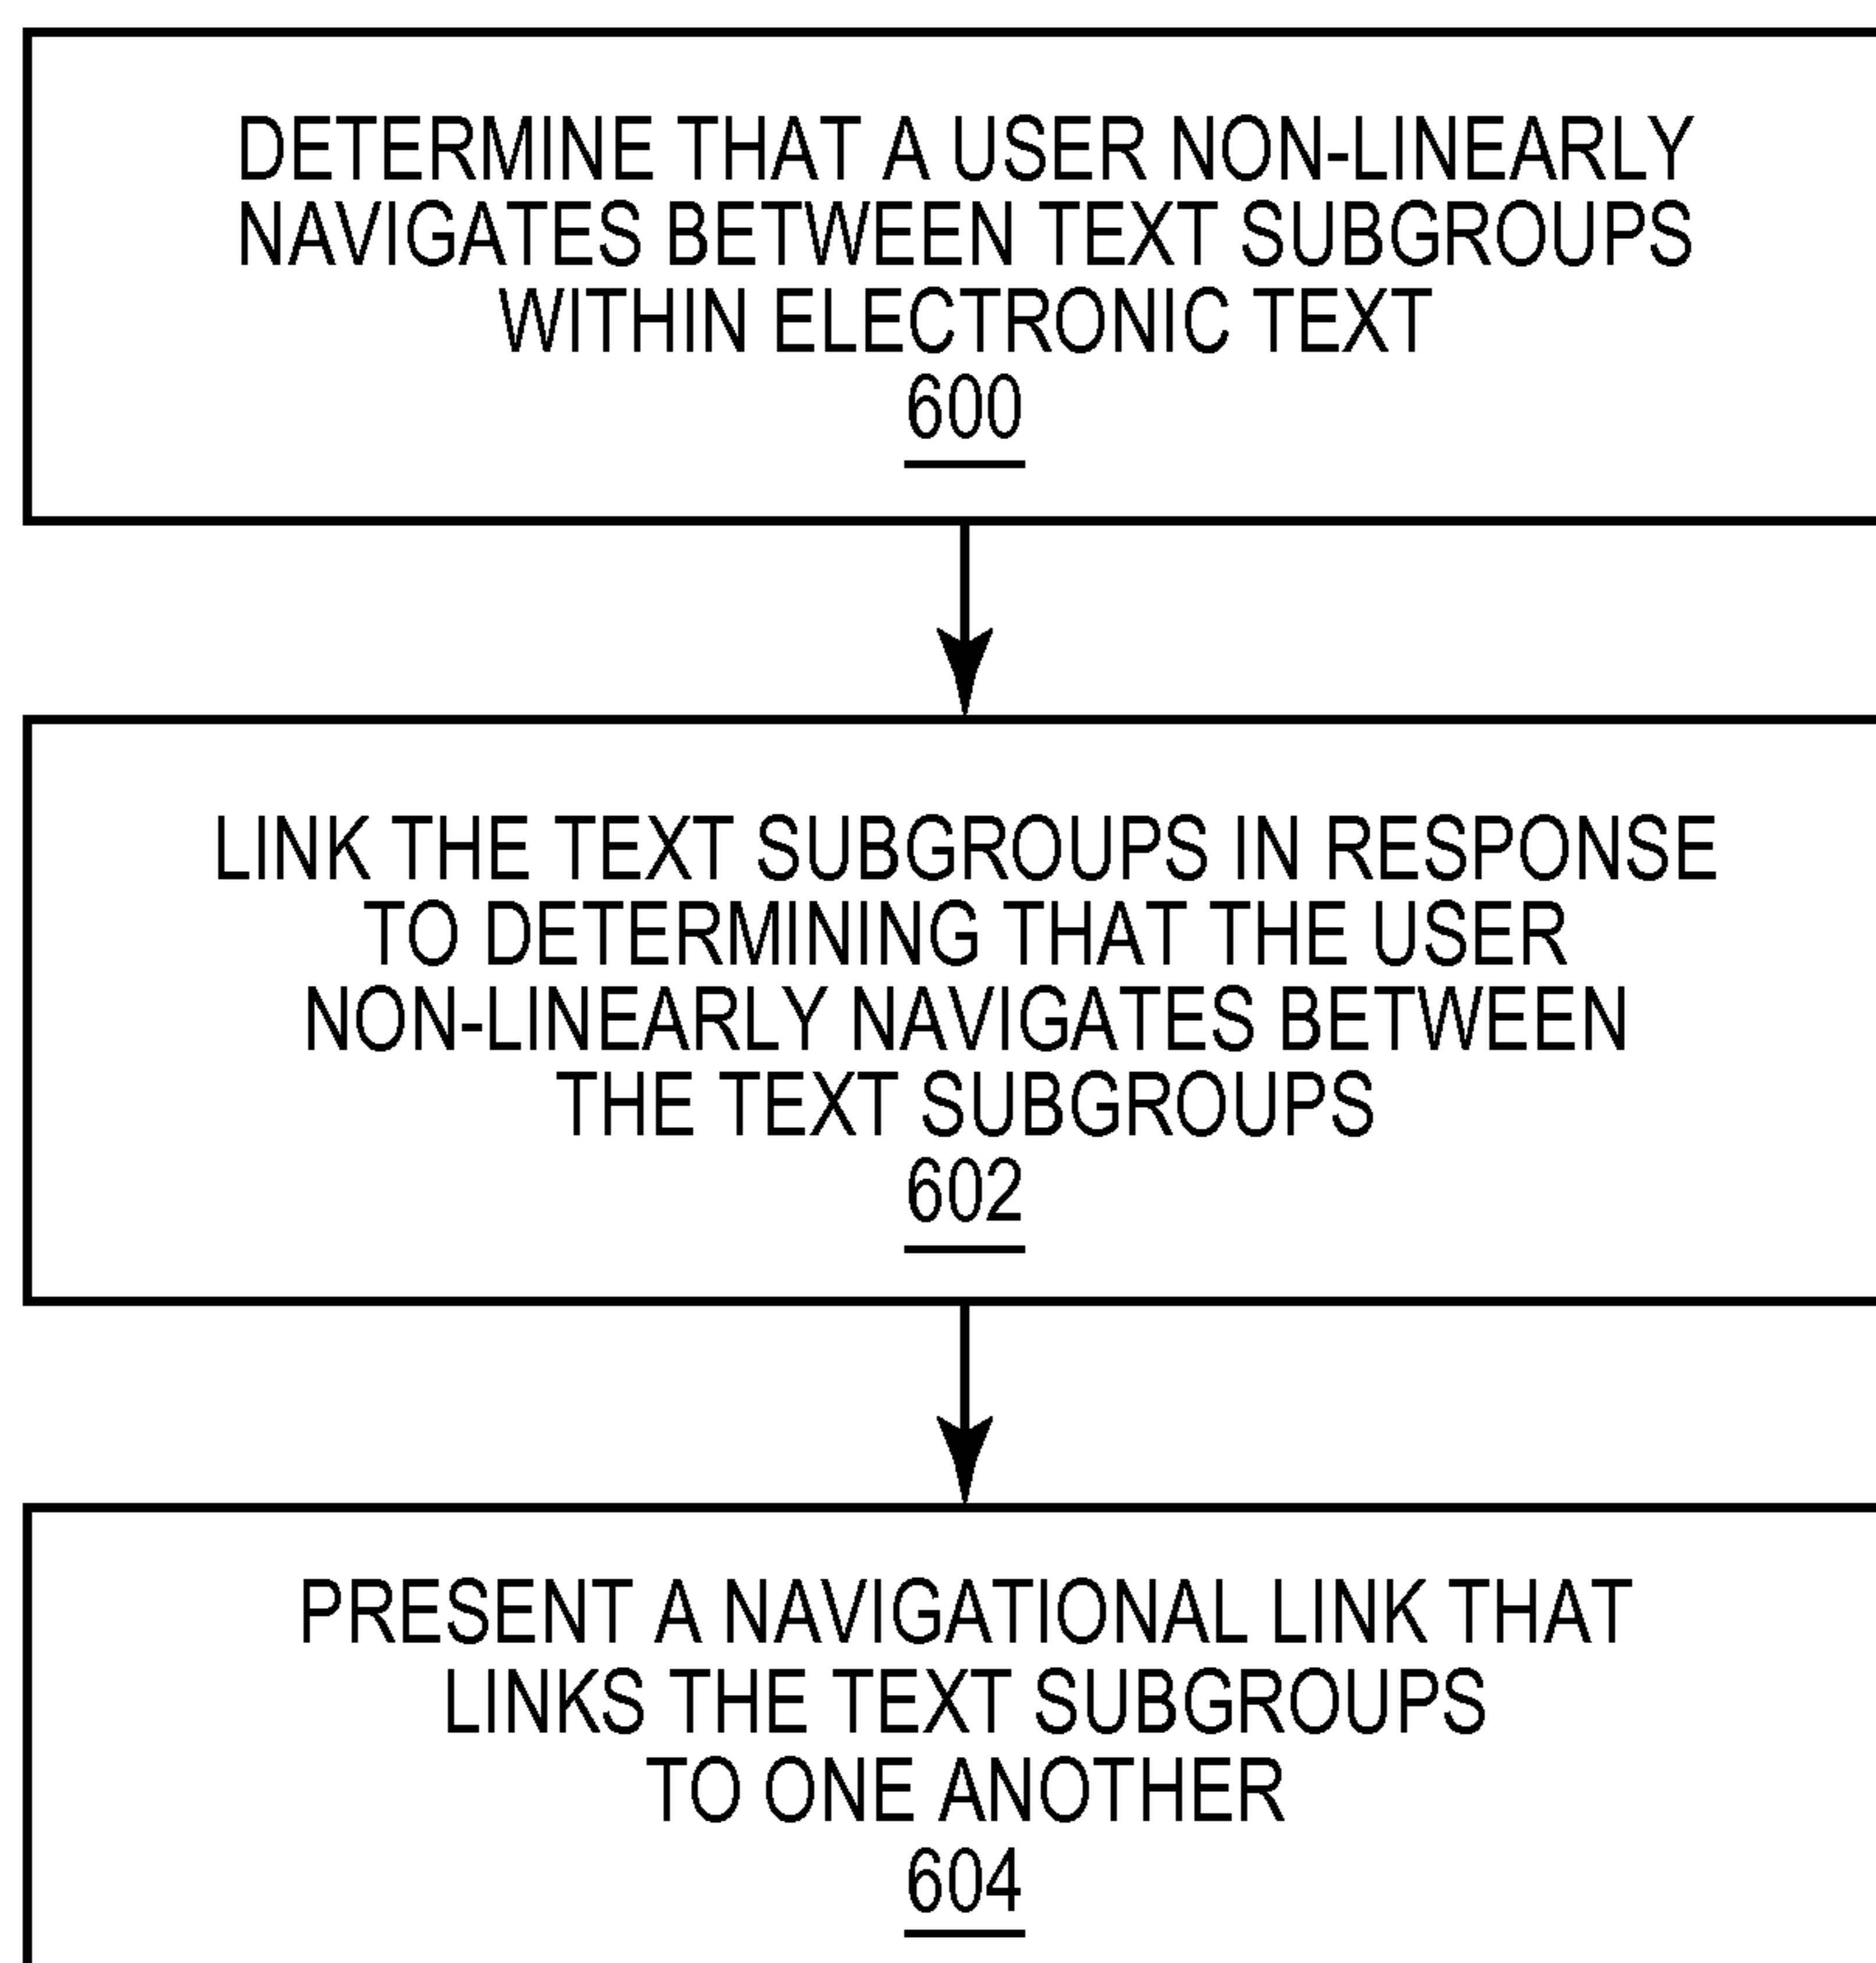 DETERMINE THAT A USER NON-LINEARLY
NAVIGATES BETWEEN TEXT SUBGROUPS
WITHIN ELECTRONIC TEXT
600
LINK THE TEXT SUBGROUPS IN RESPONSE
TO DETERMINING THAT THE USER
NON-LINEARLY NAVIGATES BETWEEN
THE TEXT SUBGROUPS
602
PRESENT A NAVIGATIONAL LINK THAT
LINKS THE TEXT SUBGROUPS
TO ONE ANOTHER
604